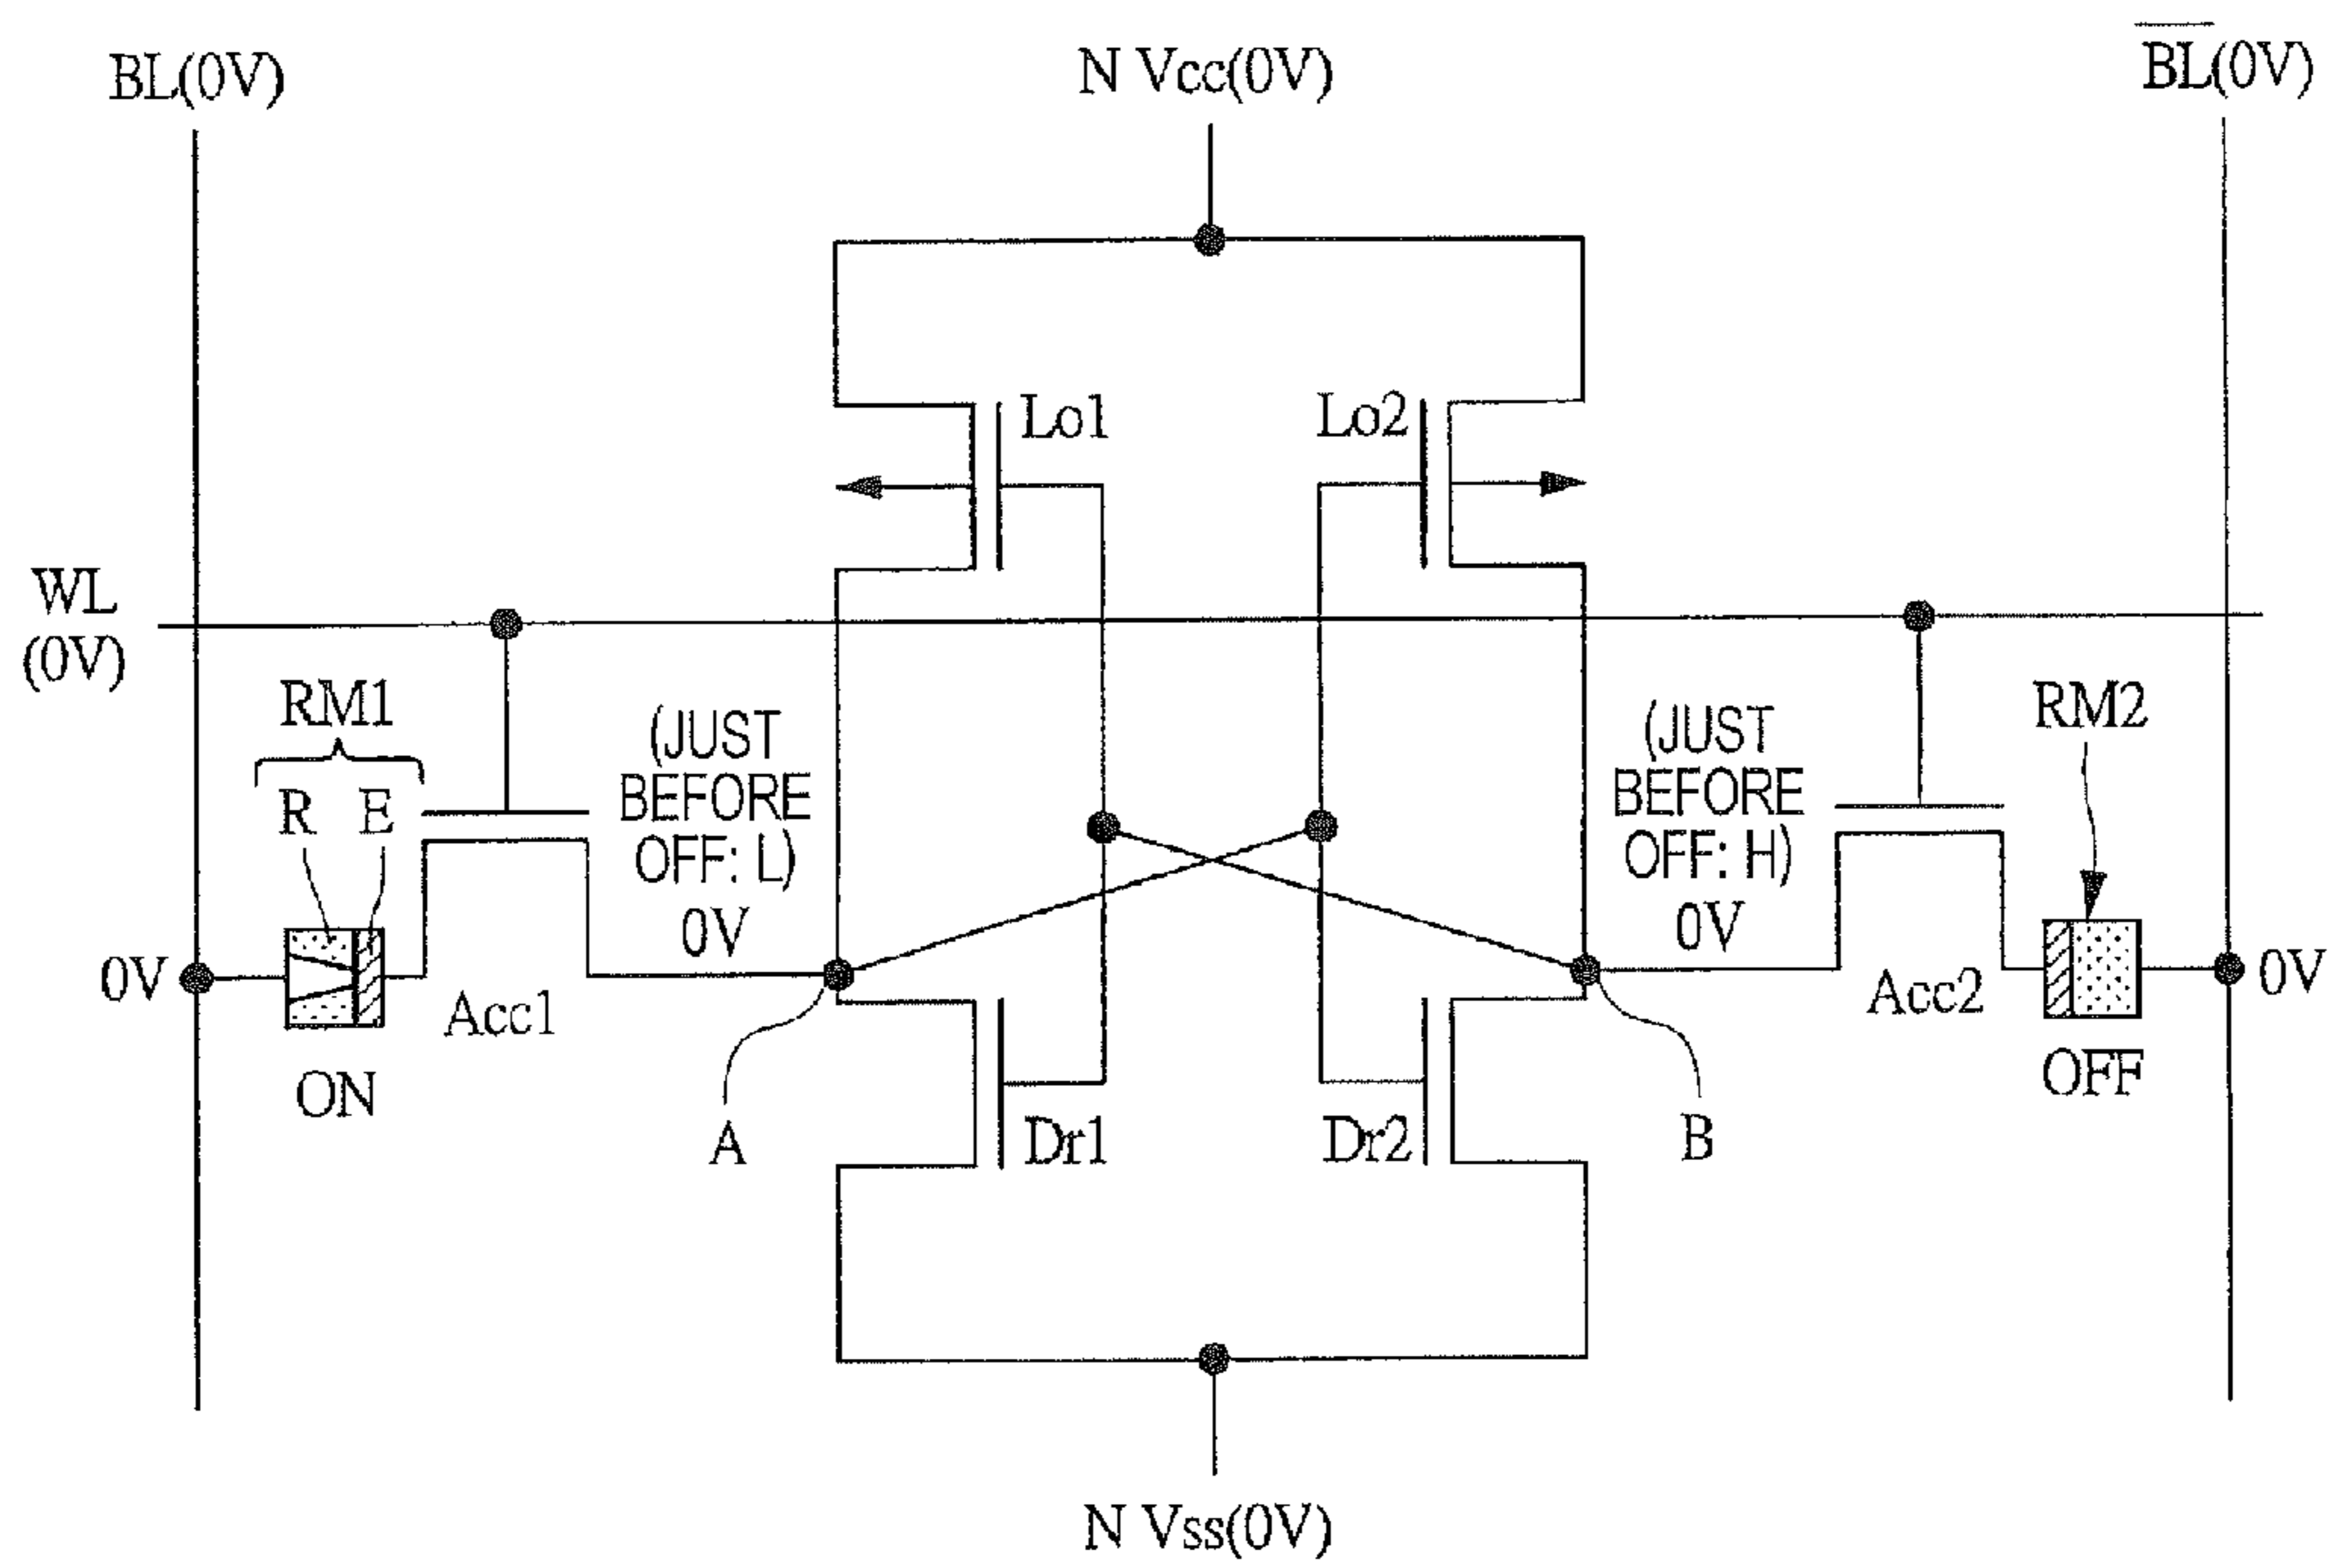 BL(0V)
N Vcc(0V)
B̅L̅(0V)
Lo1
Lo2
WL
(0V)
RM1
R E
(JUST
BEFORE
OFF: L)
0V
(JUST
BEFORE
OFF: H)
0V
RM2
0V
Acc1
ON
Acc2
0V
OFF
A
Dr1
Dr2
B
N Vss(0V)